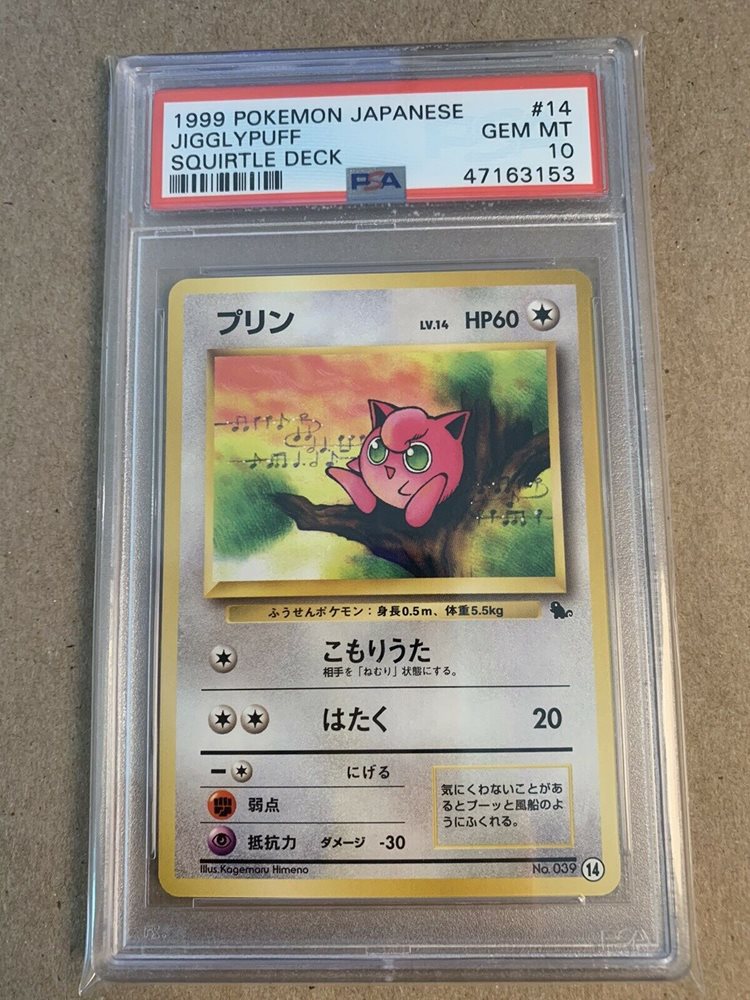 1999 POKEMON JAPANESE #14
JIGGLYPUFF GEM MT
SQUIRTLE DECK 10
PSA 47163153
プリン LV.14 HP60
ふうせんポケモン：身長0.5m、体重5.5kg
こもりうた
相手を「ねむり」状態にする。
はたく 20
にげる
弱点
抵抗力 ダメージ -30
気にくわないことがあ
るとプーッと風船のよ
うにふくれる。
Illus.Kagemaru Himeno No.039 14